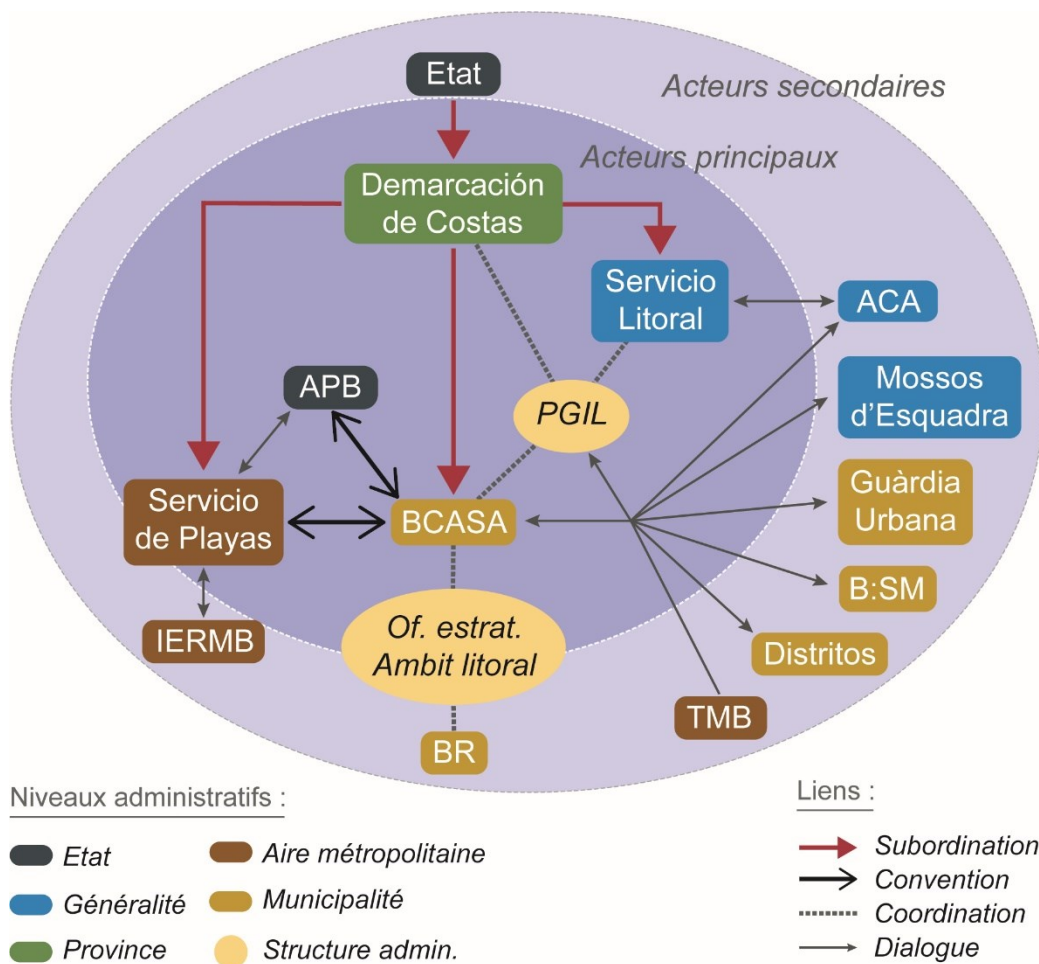 Etat
Acteurs secondaires
Acteurs principaux
Demarcación
de Costas
Servicio
Litoral
ACA
APB
Mossos
d'Esquadra
PGIL
Servicio
de Playas
BCASA
Guàrdia
Urbana
B:SM
IERMB
Of. estrat.
Ambit litoral
Distritos
TMB
BR
Niveaux administratifs :
Etat
Aire métropolitaine
Généralité
Municipalité
Province
Structure admin.
Liens :
Subordination
Convention
Coordination
Dialogue